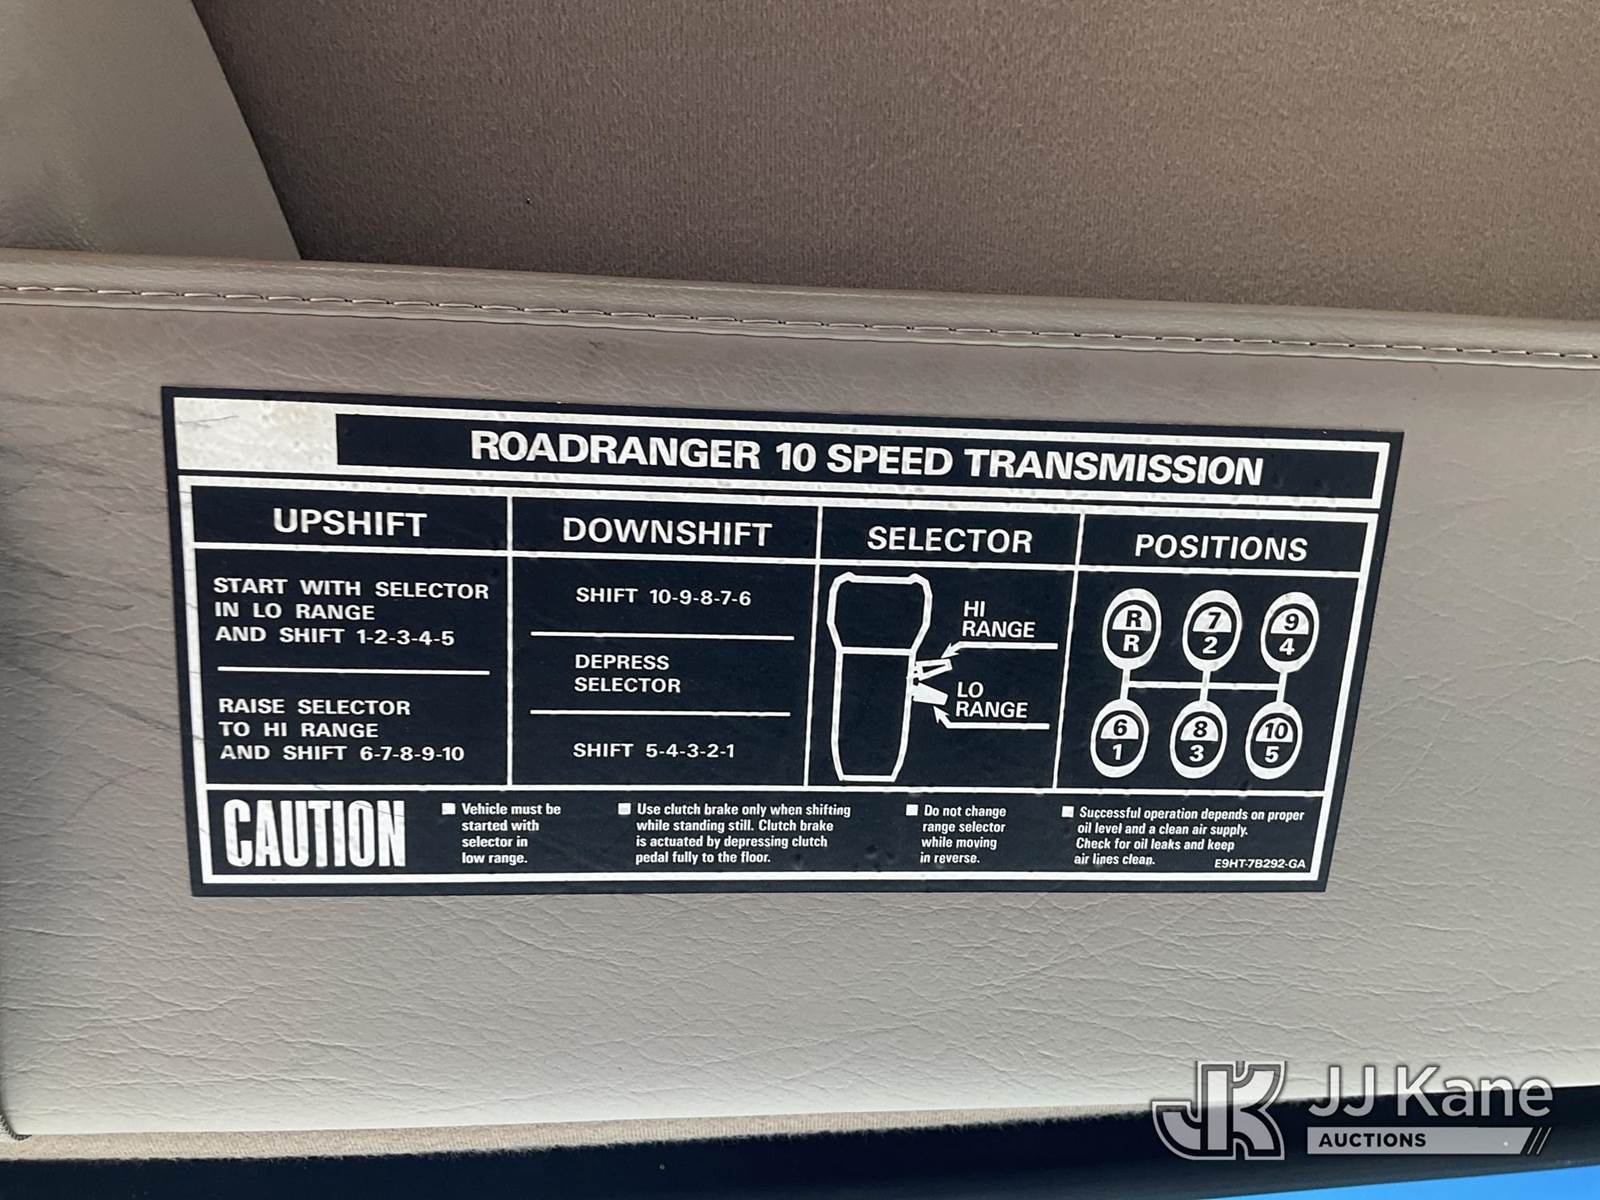 ROADRANGER 10 SPEED TRANSMISSION
UPSHIFT
START WITH SELECTOR
IN LO RANGE
AND SHIFT 1-2-3-4-5
RAISE SELECTOR
TO HI RANGE
AND SHIFT 6-7-8-9-10
DOWNSHIFT
SHIFT 10-9-8-7-6
DEPRESS
SELECTOR
SHIFT 5-4-3-2-1
SELECTOR
HI
RANGE
LO
RANGE
POSITIONS
R 7 9
R 2 4
6 8 10
1 3 5
CAUTION
Vehicle must be
started with
selector in
low range.
Use clutch brake only when shifting
while standing still. Clutch brake
is actuated by depressing clutch
pedal fully to the floor.
Do not change
range selector
while moving
in reverse.
Successful operation depends on proper
oil level and a clean air supply.
Check for oil leaks and keep
air lines clean.
E9HT-7B292-GA
JK JJ Kane
AUCTIONS